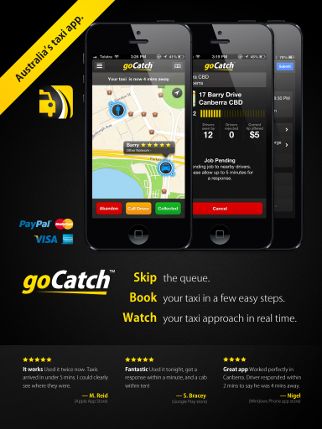 Australia's taxi app.
Telstra
3:26 PM
goCatch
Your taxi is now 4 mins away
Barry ★★★★★
Abandon
Call Driver
Collected
goCatch
CBD
17 Barry Drive
Canberra CBD
12
0
$5
Job Pending
Cancel
PayPal
MasterCard
VISA
goCatch™
Skip the queue.
Book your taxi in a few easy steps.
Watch your taxi approach in real time.
★★★★★
It works Used it twice now. Taxis
arrived in under 5 mins. I could clearly
see where they were.
— M. Reid
(Apple App Store)
★★★★★
Fantastic Used it tonight, got a
response within a minute, and a cab
within ten!
— S. Bracey
(Google Play store)
★★★★
Great app Worked perfectly in
Canberra. Driver responded within
2 mins to say he was 4 mins away.
— Nigel
(Windows Phone app store)